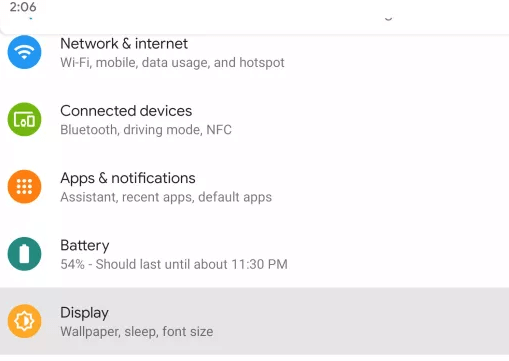 2:06
Network & internet
Wi-Fi, mobile, data usage, and hotspot
Connected devices
Bluetooth, driving mode, NFC
Apps & notifications
Assistant, recent apps, default apps
Battery
54% - Should last until about 11:30 PM
Display
Wallpaper, sleep, font size